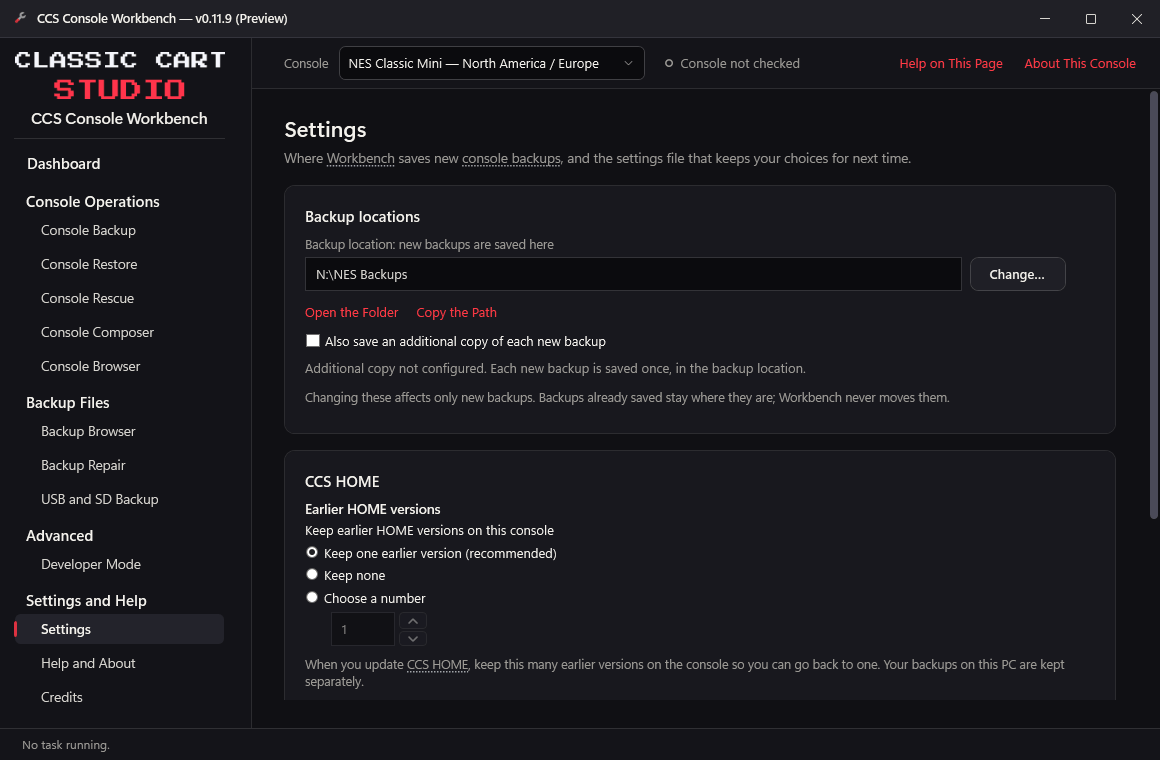 CCS Console Workbench — v0.11.9 (Preview)
CLASSIC CART
STUDIO
CCS Console Workbench
Dashboard
Console Operations
Console Backup
Console Restore
Console Rescue
Console Composer
Console Browser
Backup Files
Backup Browser
Backup Repair
USB and SD Backup
Advanced
Developer Mode
Settings and Help
Settings
Help and About
Credits
Console
NES Classic Mini — North America / Europe
Console not checked
Help on This Page
About This Console
Settings
Where Workbench saves new console backups, and the settings file that keeps your choices for next time.
Backup locations
Backup location: new backups are saved here
N:\NES Backups
Change...
Open the Folder
Copy the Path
Also save an additional copy of each new backup
Additional copy not configured. Each new backup is saved once, in the backup location.
Changing these affects only new backups. Backups already saved stay where they are; Workbench never moves them.
CCS HOME
Earlier HOME versions
Keep earlier HOME versions on this console
Keep one earlier version (recommended)
Keep none
Choose a number
1
When you update CCS HOME, keep this many earlier versions on the console so you can go back to one. Your backups on this PC are kept
separately.
No task running.